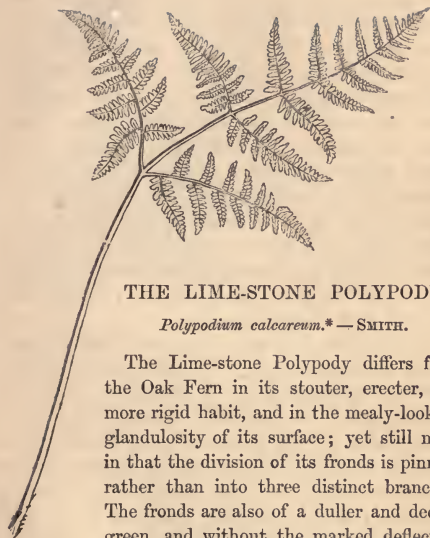 THE LIME-STONE POLYPOD
Polypodium calcareum.* — SMITH.
The Lime-stone Polypody differs f
the Oak Fern in its stouter, erecter,
more rigid habit, and in the mealy-look
glandulosity of its surface; yet still m
in that the division of its fronds is pinn
rather than into three distinct branc
The fronds are also of a duller and dee
green, and without the marked deflec